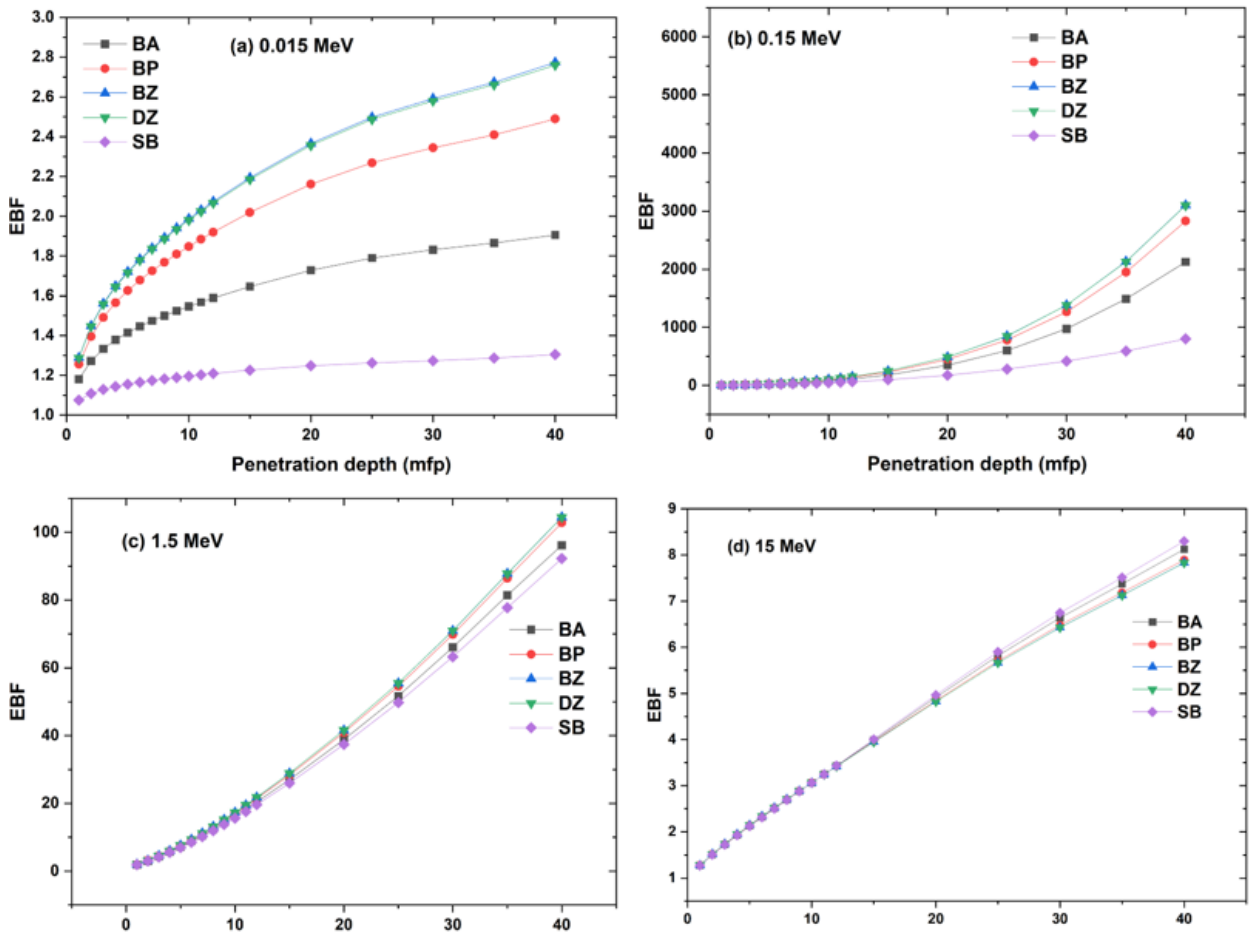 (a) 0.015 MeV
BA
BP
BZ
DZ
SB
EBF
3.0
2.8
2.6
2.4
2.2
2.0
1.8
1.6
1.4
1.2
1.0
0 10 20 30 40
Penetration depth (mfp)
(b) 0.15 MeV
BA
BP
BZ
DZ
SB
EBF
6000
5000
4000
3000
2000
1000
0
0 10 20 30 40
Penetration depth (mfp)
(c) 1.5 MeV
BA
BP
BZ
DZ
SB
EBF
100
80
60
40
20
0
0 10 20 30 40
(d) 15 MeV
BA
BP
BZ
DZ
SB
EBF
9
8
7
6
5
4
3
2
1
0 10 20 30 40